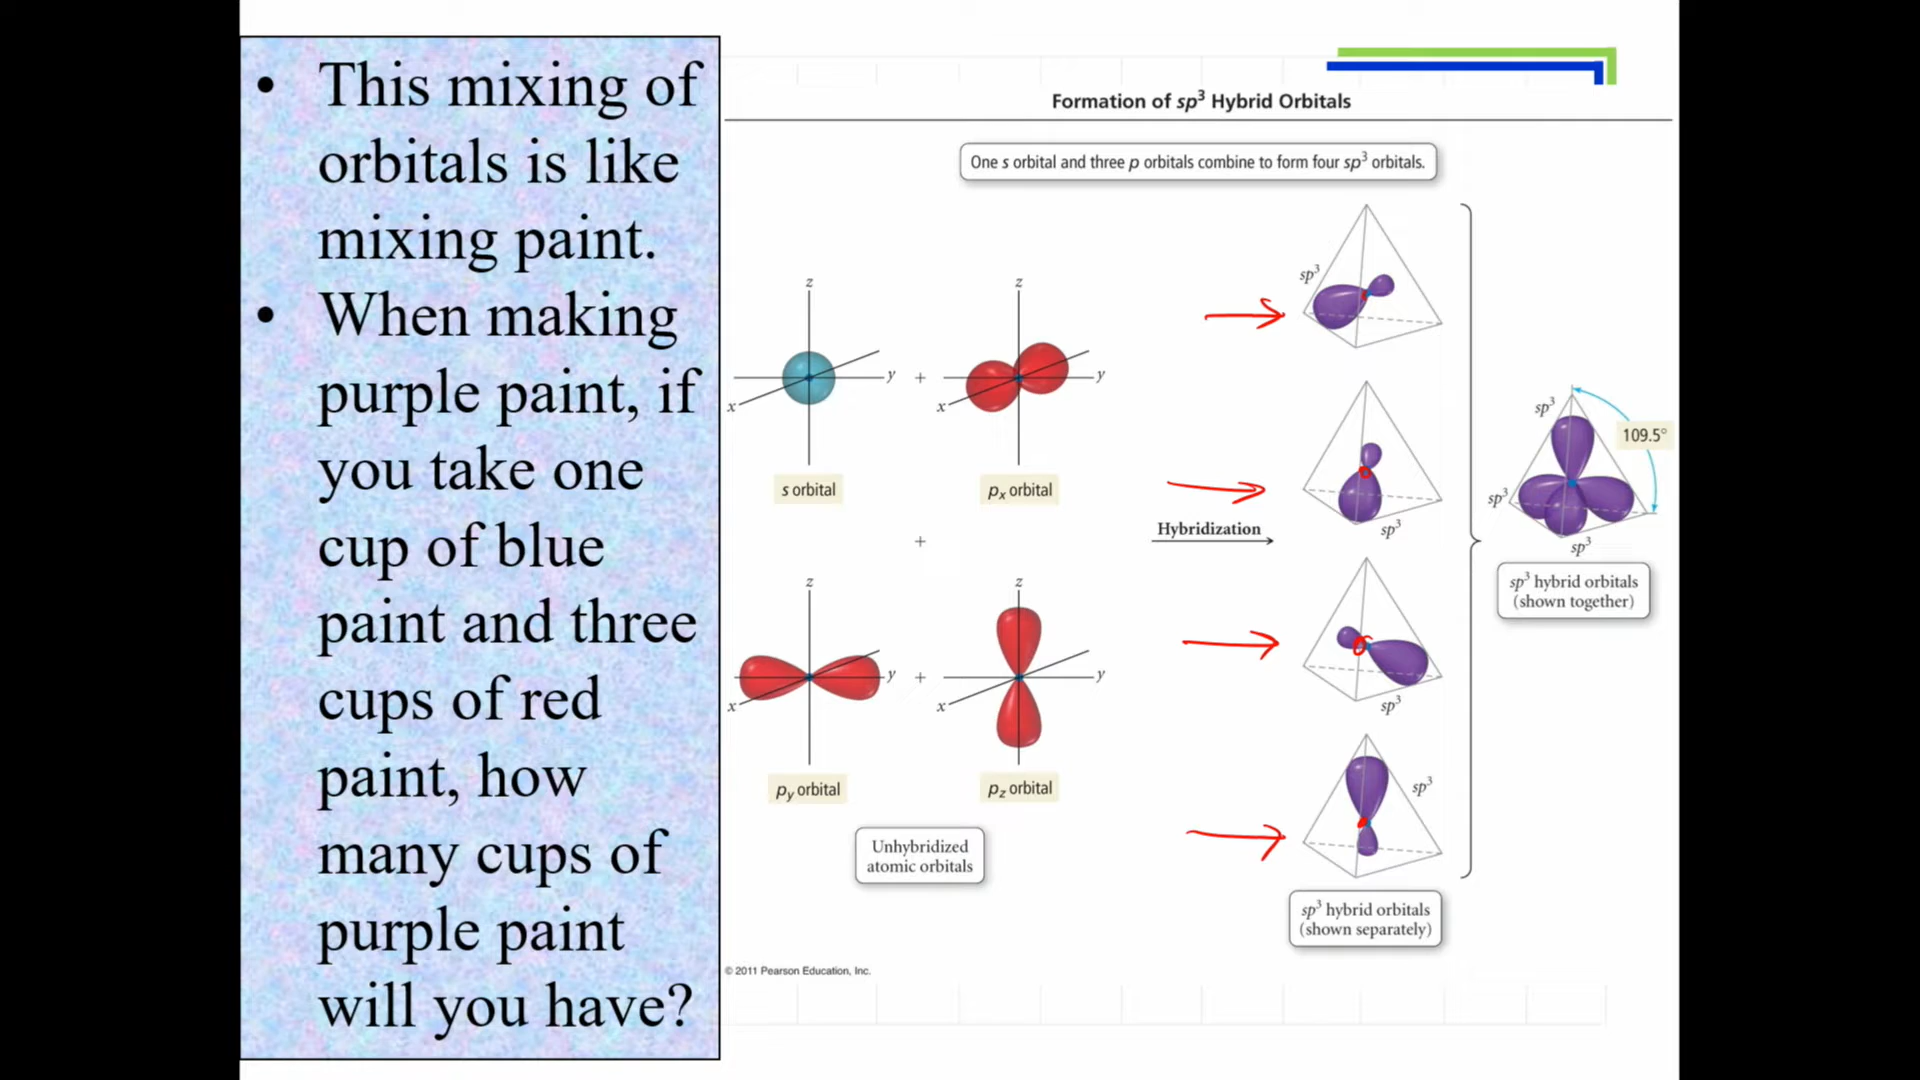 • This mixing of
orbitals is like
mixing paint.
• When making
purple paint, if
you take one
cup of blue
paint and three
cups of red
paint, how
many cups of
purple paint
will you have?
Formation of sp³ Hybrid Orbitals
One s orbital and three p orbitals combine to form four sp³ orbitals.
z
y
x
s orbital
+
z
y
x
pₓ orbital
+
z
y
x
p_y orbital
+
z
y
x
p_z orbital
Unhybridized
atomic orbitals
Hybridization
sp³
sp³
sp³
sp³
sp³ hybrid orbitals
(shown separately)
sp³
109.5°
sp³
sp³
sp³ hybrid orbitals
(shown together)
© 2011 Pearson Education, Inc.